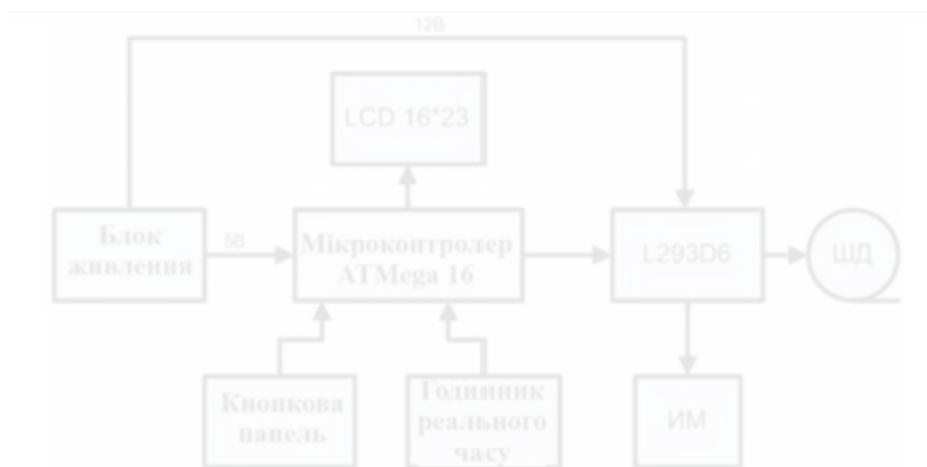 12В
LCD 16*23
Блок
живлення
5В
Мікроконтролер
ATMega 16
L293D6
ШД
Кнопкова
панель
Годинник
реального
часу
ИМ